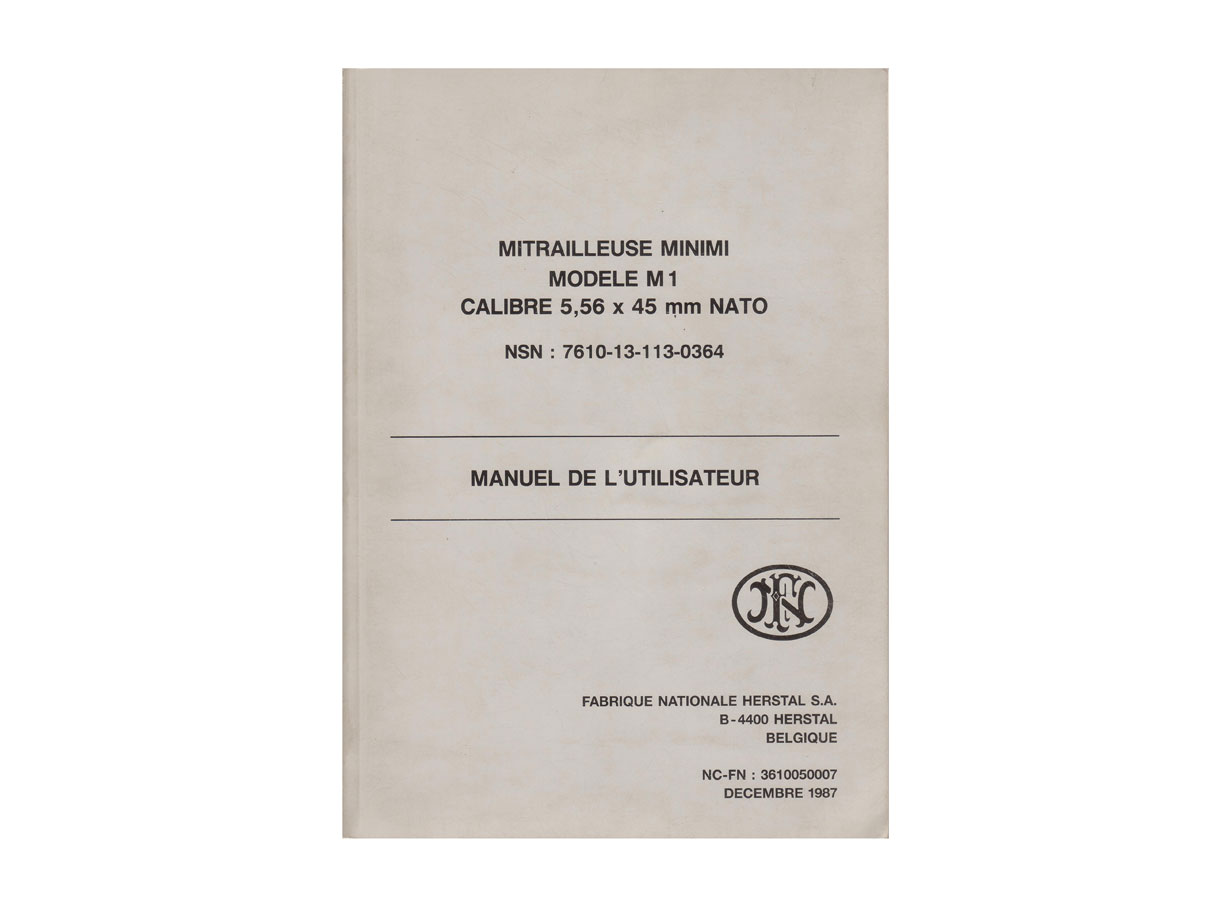 MITRAILLEUSE MINIMI
MODELE M1
CALIBRE 5,56 x 45 mm NATO
NSN : 7610-13-113-0364
MANUEL DE L'UTILISATEUR
FN
FABRIQUE NATIONALE HERSTAL S.A.
B-4400 HERSTAL
BELGIQUE
NC-FN : 3610050007
DECEMBRE 1987